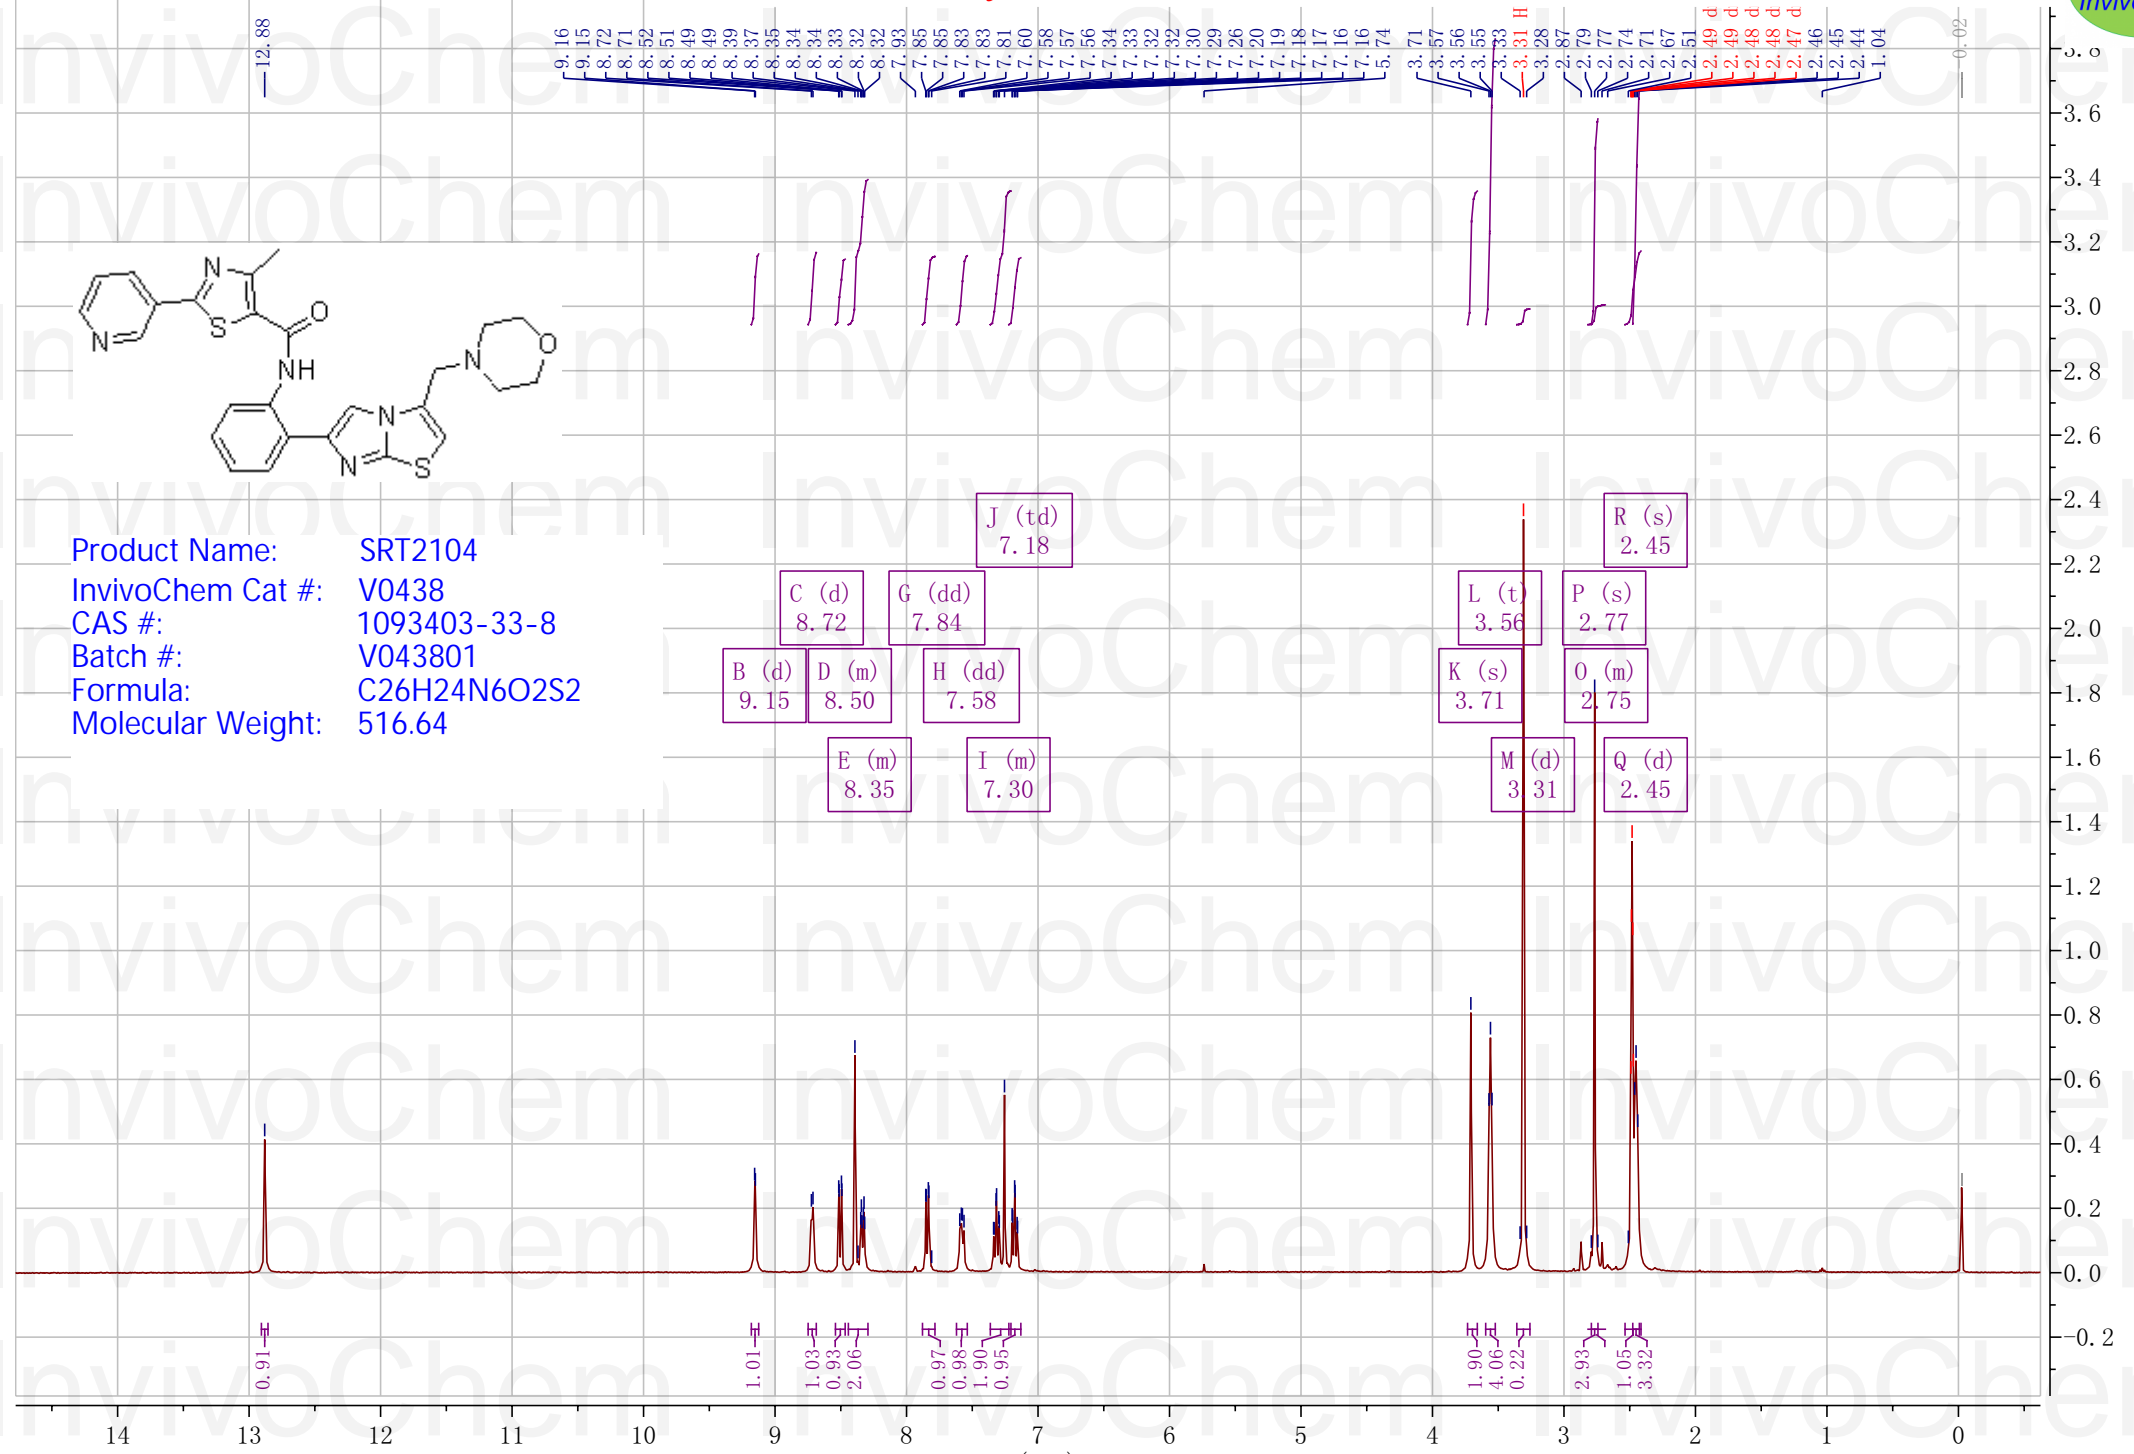 12.88
9.16
9.15
8.72
8.71
8.52
8.51
8.49
8.49
8.39
8.37
8.35
8.34
8.34
8.33
8.32
8.32
7.93
7.85
7.85
7.83
7.83
7.81
7.60
7.58
7.57
7.56
7.34
7.33
7.32
7.32
7.30
7.29
7.26
7.20
7.19
7.18
7.17
7.16
7.16
5.74
3.71
3.57
3.56
3.55
3.33
3.31 H
3.28
2.87
2.79
2.77
2.74
2.71
2.67
2.51
2.49 d
2.49 d
2.48 d
2.48 d
2.47 d
2.46
2.45
2.44
1.04
-0.02
N
S
O
N
NH
N
O
N
N
S
Product Name: SRT2104
InvivoChem Cat #: V0438
CAS #: 1093403-33-8
Batch #: V043801
Formula: C26H24N6O2S2
Molecular Weight: 516.64
J (td)
7.18
R (s)
2.45
C (d)
8.72
G (dd)
7.84
L (t)
3.56
P (s)
2.77
B (d)
9.15
D (m)
8.50
H (dd)
7.58
K (s)
3.71
O (m)
2.75
E (m)
8.35
I (m)
7.30
M (d)
3.31
Q (d)
2.45
3.8
3.6
3.4
3.2
3.0
2.8
2.6
2.4
2.2
2.0
1.8
1.6
1.4
1.2
1.0
0.8
0.6
0.4
0.2
0.0
-0.2
0.91
1.01
1.03
0.93
2.06
0.97
0.98
1.90
0.95
1.90
4.06
0.22
2.93
1.05
3.32
14 13 12 11 10 9 8 7 6 5 4 3 2 1 0
InvivoChem